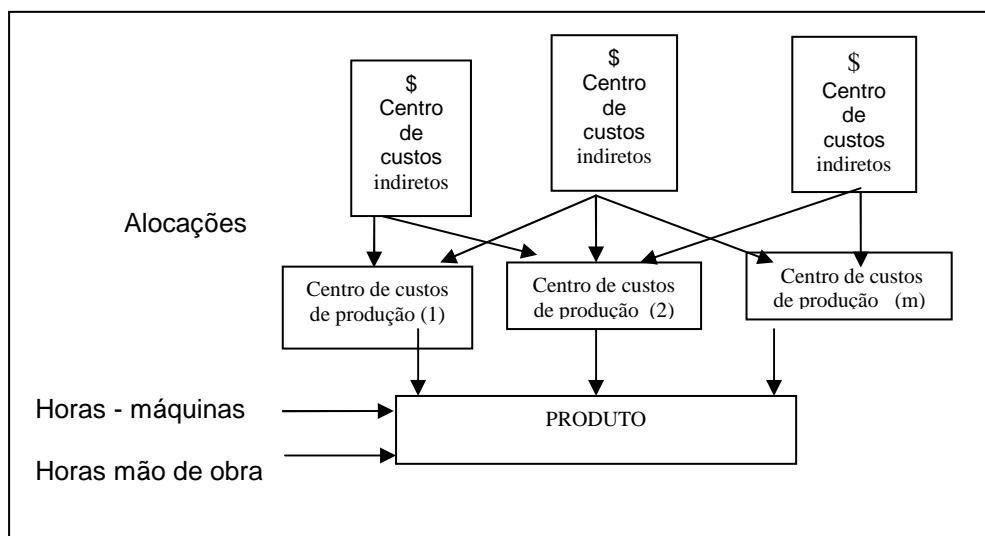 $
Centro
de
custos
indiretos
$
Centro
de
custos
indiretos
$
Centro
de
custos
indiretos
Alocações
Centro de custos
de produção (1)
Centro de custos
de produção (2)
Centro de custos
de produção (m)
Horas - máquinas
PRODUTO
Horas mão de obra